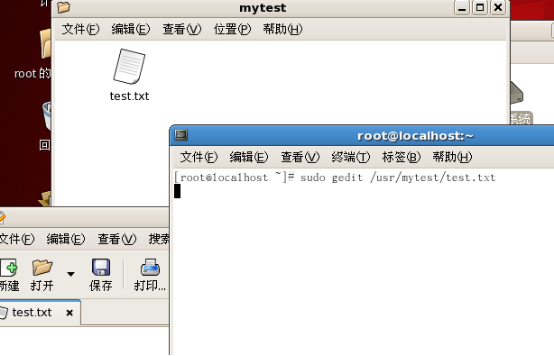 mytest
文件(F) 编辑(E) 查看(V) 位置(P) 帮助(H)
root 的
test.txt
系统
回
root@localhost:~
文件(F) 编辑(E) 查看(V) 终端(T) 标签(B) 帮助(H)
[root@localhost ~]# sudo gedit /usr/mytest/test.txt
文件(F) 编辑(E) 查看(V) 搜索
新建 打开 保存 打印...
test.txt